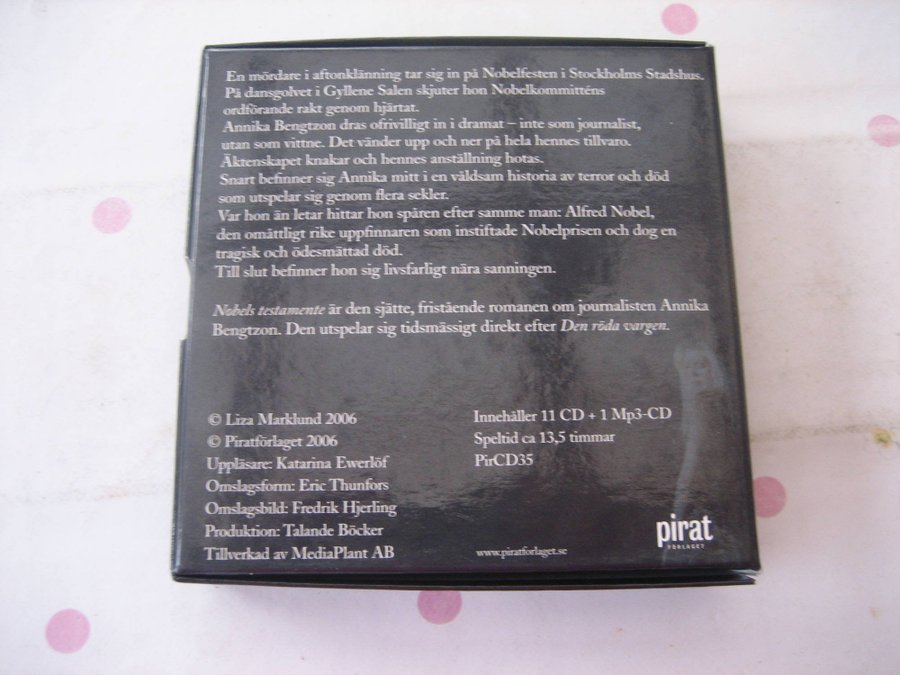 En mördare i aftonklänning tar sig in på Nobelfesten i Stockholms Stadshus.
På dansgolvet i Gyllene Salen skjuter hon Nobelkommitténs
ordförande rakt genom hjärtat.
Annika Bengtzon dras ofrivilligt in i dramat – inte som journalist,
utan som vittne. Det vänder upp och ner på hela hennes tillvaro.
Äktenskapet knakar och hennes anställning hotas.
Snart befinner sig Annika mitt i en våldsam historia av terror och död
som utspelar sig genom flera sekler.
Var hon än letar hittar hon spåren efter samme man: Alfred Nobel,
den omåttligt rike uppfinnaren som instiftade Nobelprisen och dog en
tragisk och ödesmättad död.
Till slut befinner hon sig livsfarligt nära sanningen.
Nobels testamente är den sjätte, fristående romanen om journalisten Annika
Bengtzon. Den utspelar sig tidsmässigt direkt efter Den röda vargen.
© Liza Marklund 2006
© Piratförlaget 2006
Uppläsare: Katarina Ewerlöf
Omslagsform: Eric Thunfors
Omslagsbild: Fredrik Hjerling
Produktion: Talande Böcker
Tillverkad av MediaPlant AB
Innehåller 11 CD + 1 Mp3-CD
Speltid ca 13,5 timmar
PirCD35
www.piratforlaget.se
pirat
FÖRLAGET